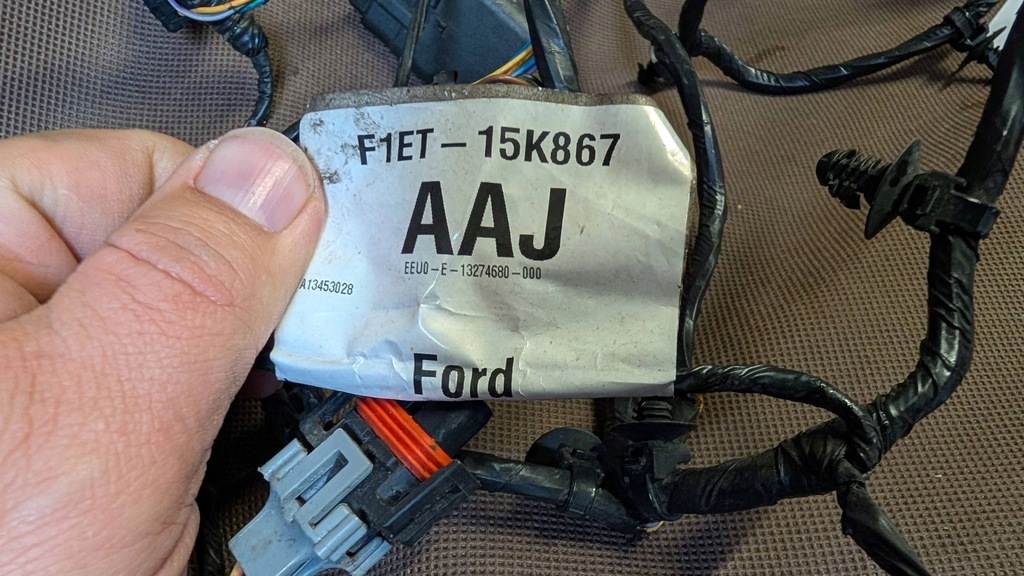 F1ET-15K867
AAJ
EEU0-E-13274680-000
A13453028
Ford